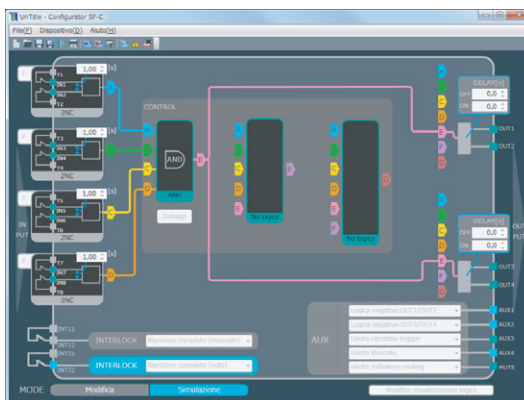 UnTitle - Configurator SF-C
File(F) Dispositivo(D) Aiuto(H)
T1
IN1
IN2
T2
1,00 [s]
2NC
T3
IN3
IN4
T4
1,00 [s]
2NC
T5
IN5
IN6
T6
1,00 [s]
2NC
T7
IN7
IN8
T8
1,00 [s]
2NC
IN
PUT
CONTROL
A
B
C
D
AND
AND
Dettagli
E
A
B
C
D
E
No logica
F
A
B
C
D
E
F
No logica
G
A
B
C
D
E
F
G
DELAY[s]
OFF 0,0
ON 0,0
OUT1
OUT2
A
B
C
D
E
F
G
DELAY[s]
OFF 0,0
ON 0,0
OUT3
OUT4
OUT
PUT
INT11
INT12
INT21
INT22
INTERLOCK Ripristino completo (manuale)
INTERLOCK Ripristino completo (auto)
AUX
Logica negativa OUT1/OUT2
AUX1
Logica negativa OUT3/OUT4
AUX2
Uscita ripristino trigger
AUX3
Uscita bloccato
AUX4
Uscita indicatore muting
MUTE
MODE Modifica Simulazione
Modifica visualizzazione logica